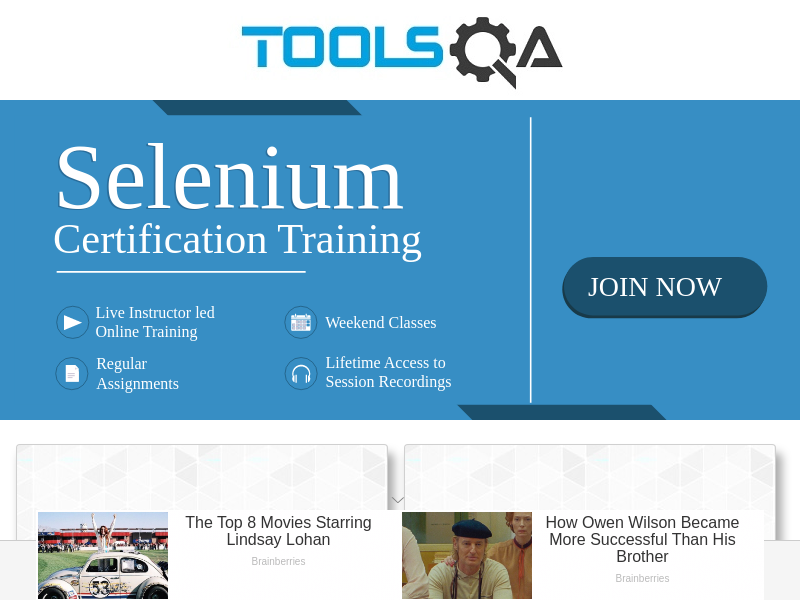 TOOLSQA
Selenium
Certification Training
JOIN NOW
Live Instructor led
Online Training
Weekend Classes
Regular
Assignments
Lifetime Access to
Session Recordings
The Top 8 Movies Starring
Lindsay Lohan
Brainberries
53
How Owen Wilson Became
More Successful Than His
Brother
Brainberries